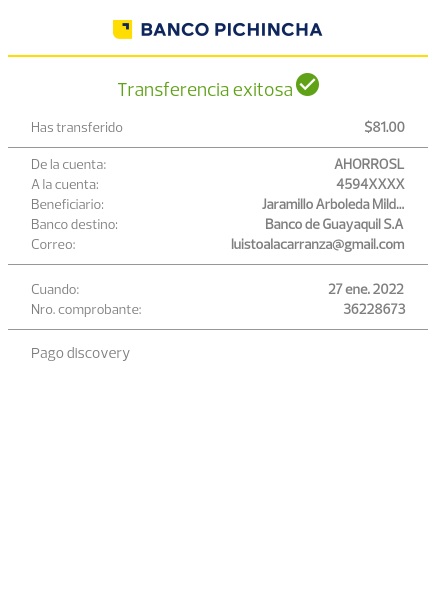 BANCO PICHINCHA
Transferencia exitosa
Has transferido $81.00
De la cuenta: AHORROSL
A la cuenta: 4594XXXX
Beneficiario: Jaramillo Arboleda Mild...
Banco destino: Banco de Guayaquil S.A
Correo: luistoalacarranza@gmail.com
Cuando: 27 ene. 2022
Nro. comprobante: 36228673
Pago discovery